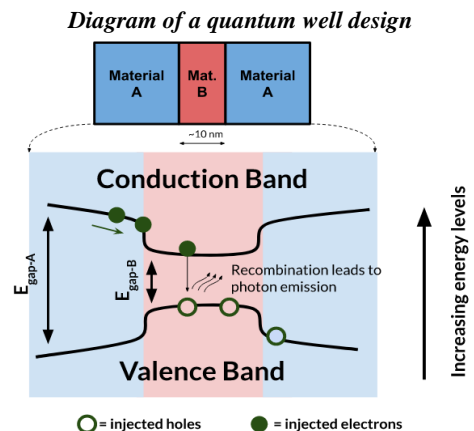 Diagram of a quantum well design
Material
A
Mat.
B
Material
A
~10 nm
Conduction Band
E gap-A
E gap-B
Recombination leads to
photon emission
Valence Band
Increasing energy levels
= injected holes
= injected electrons